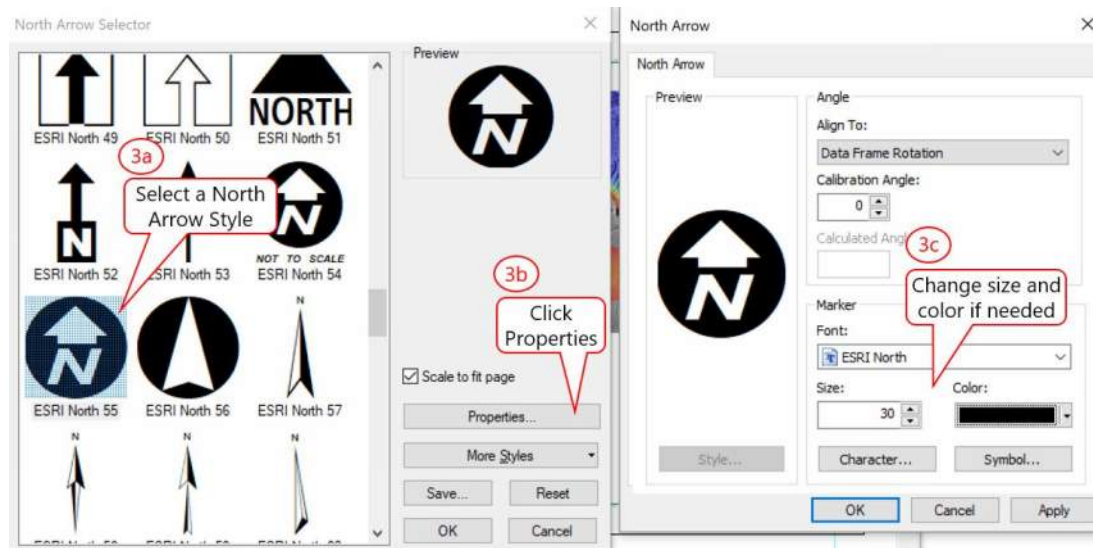 North Arrow Selector
NORTH
ESRI North 49
ESRI North 50
ESRI North 51
3a
Select a North
Arrow Style
N
N
NOT TO SCALE
ESRI North 52
ESRI North 53
ESRI North 54
N
N
ESRI North 55
ESRI North 56
ESRI North 57
N
N
N
Preview
N
3b
Click
Properties
Scale to fit page
Properties...
More Styles
Save...
Reset
OK
Cancel
North Arrow
North Arrow
Preview
N
Style...
Angle
Align To:
Data Frame Rotation
Calibration Angle:
0
3c
Change size and
color if needed
Calculated
Marker
Font:
ESRI North
Size:
Color:
30
Character...
Symbol...
OK
Cancel
Apply